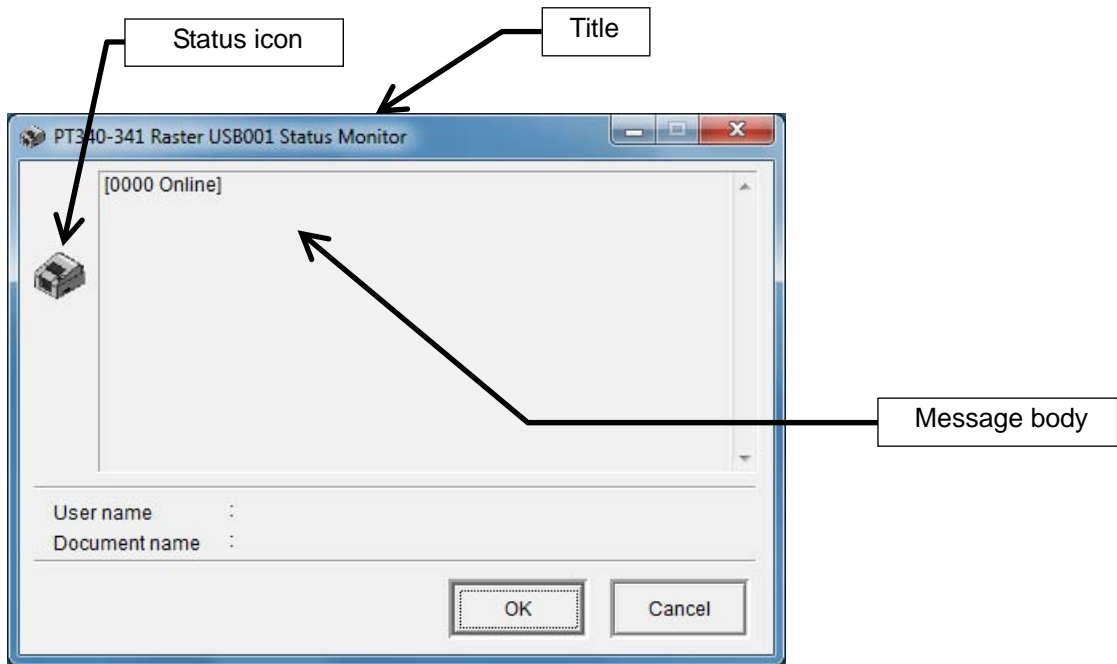 Status icon
Title
PT340-341 Raster USB001 Status Monitor
[0000 Online]
Message body
User name :
Document name :
OK
Cancel